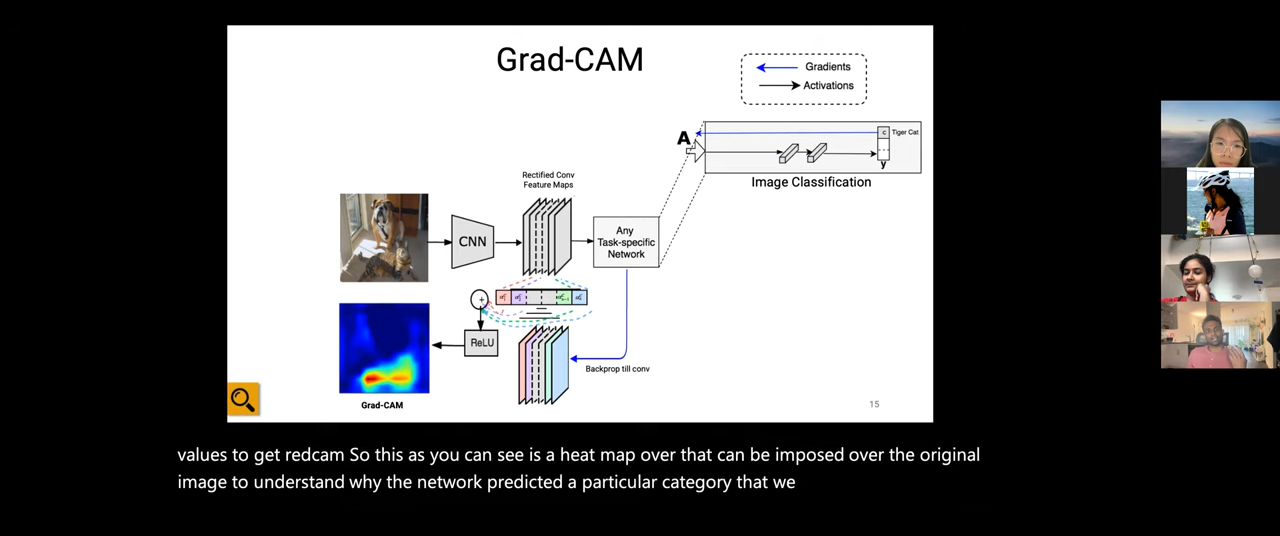 Grad-CAM
Gradients
Activations
A
c
Tiger Cat
y
Image Classification
Rectified Conv
Feature Maps
CNN
Any
Task-specific
Network
+
ReLU
Backprop till conv
Grad-CAM
15
values to get redcam So this as you can see is a heat map over that can be imposed over the original
image to understand why the network predicted a particular category that we